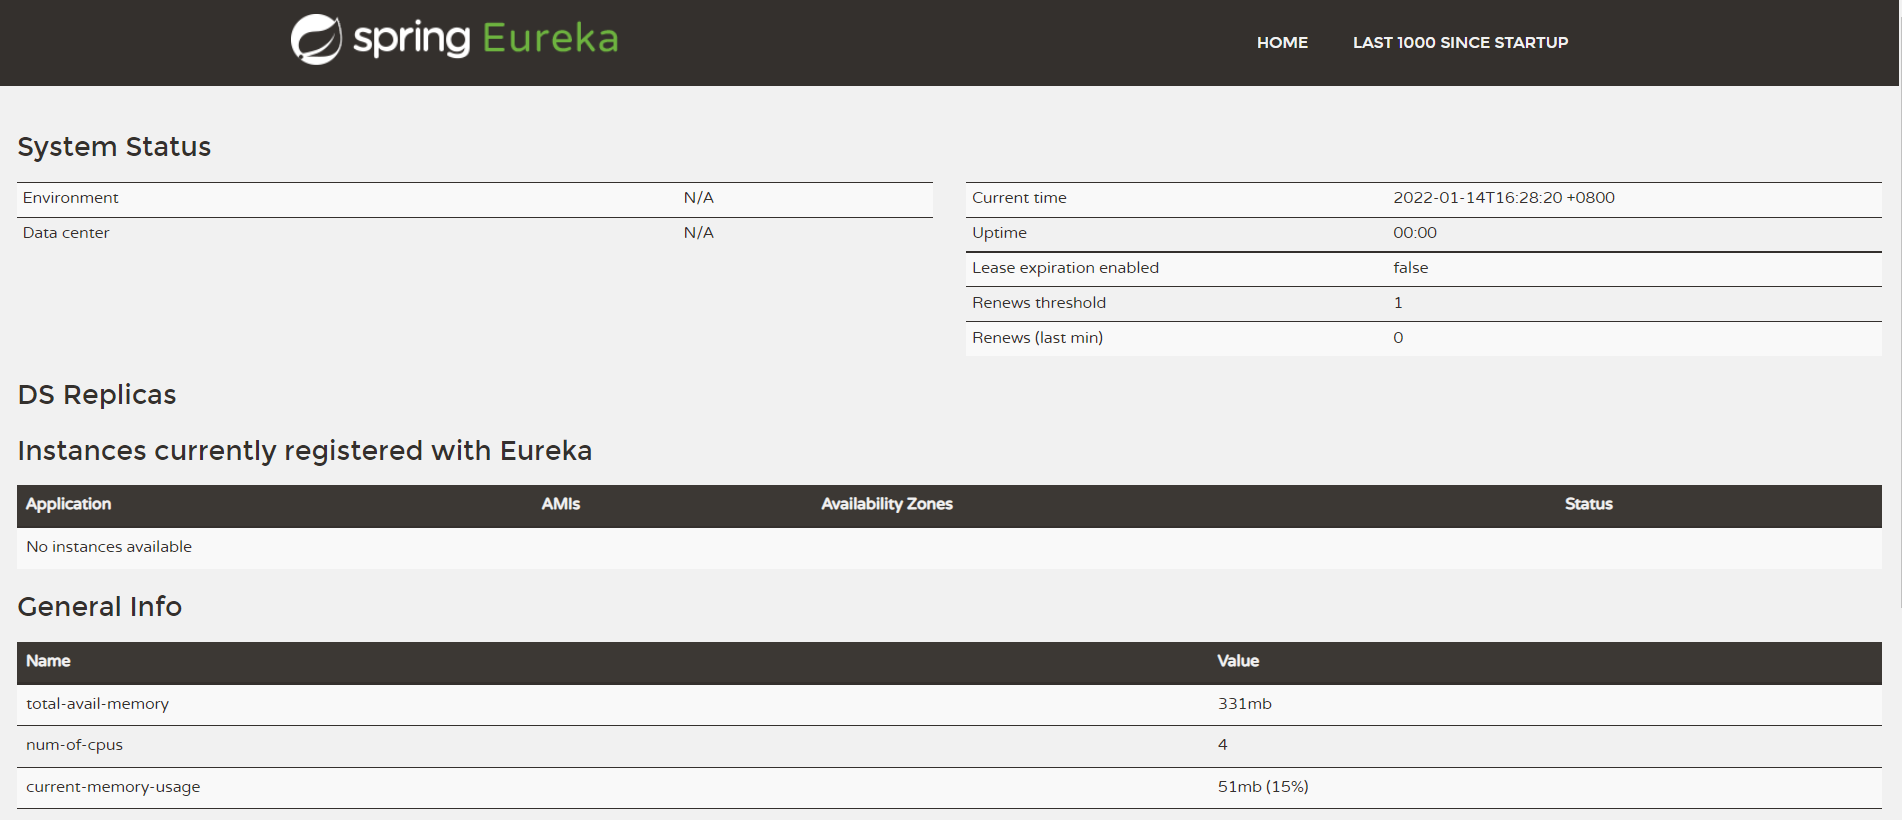 spring Eureka
HOME LAST 1000 SINCE STARTUP
System Status
Environment N/A
Data center N/A
Current time 2022-01-14T16:28:20 +0800
Uptime 00:00
Lease expiration enabled false
Renews threshold 1
Renews (last min) 0
DS Replicas
Instances currently registered with Eureka
Application AMIs Availability Zones Status
No instances available
General Info
Name Value
total-avail-memory 331mb
num-of-cpus 4
current-memory-usage 51mb (15%)